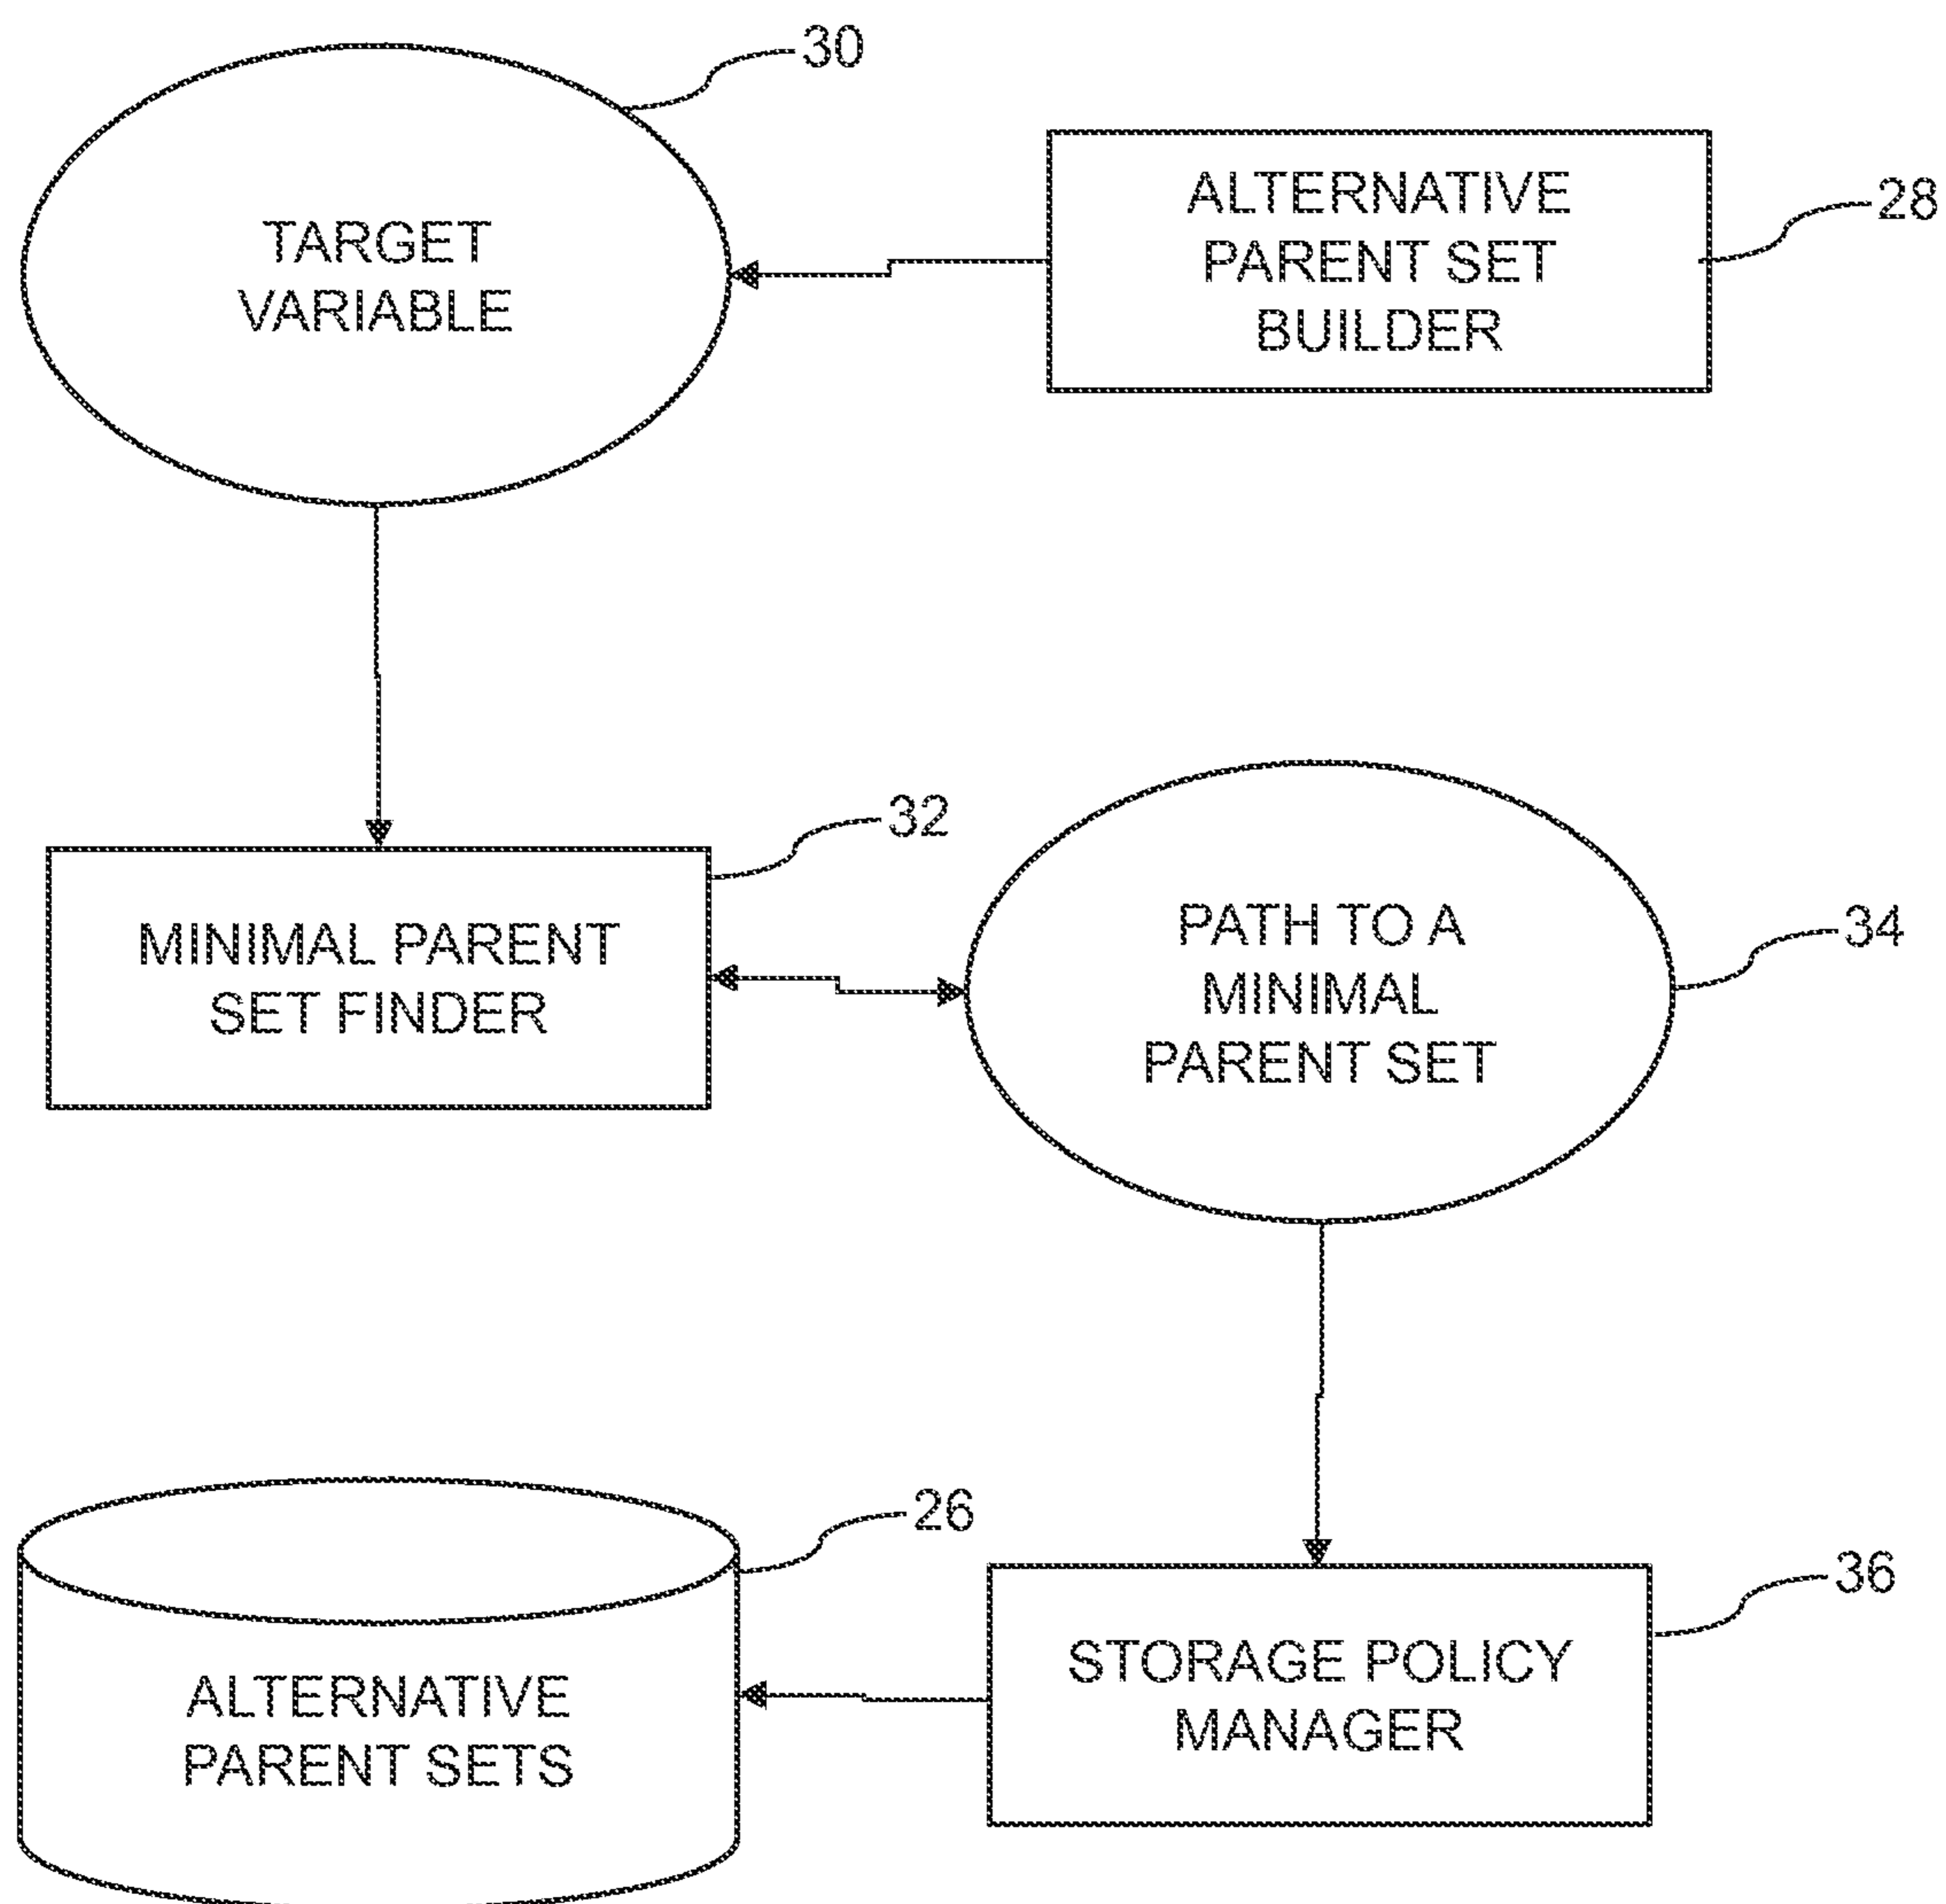 30
TARGET
VARIABLE
ALTERNATIVE
PARENT SET
BUILDER
28
32
MINIMAL PARENT
SET FINDER
PATH TO A
MINIMAL
PARENT SET
34
26
ALTERNATIVE
PARENT SETS
STORAGE POLICY
MANAGER
36